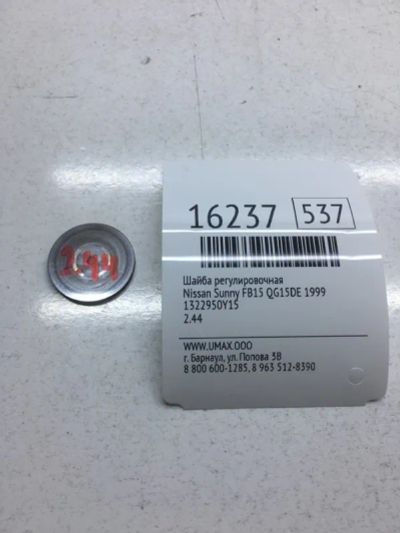 16237 537
2.44
Шайба регулировочная
Nissan Sunny FB15 QG15DE 1999
1322950Y15
2.44
WWW.UMAX.OOO
г. Барнаул, ул. Попова 3В
8 800 600-1285, 8 963 512-8390